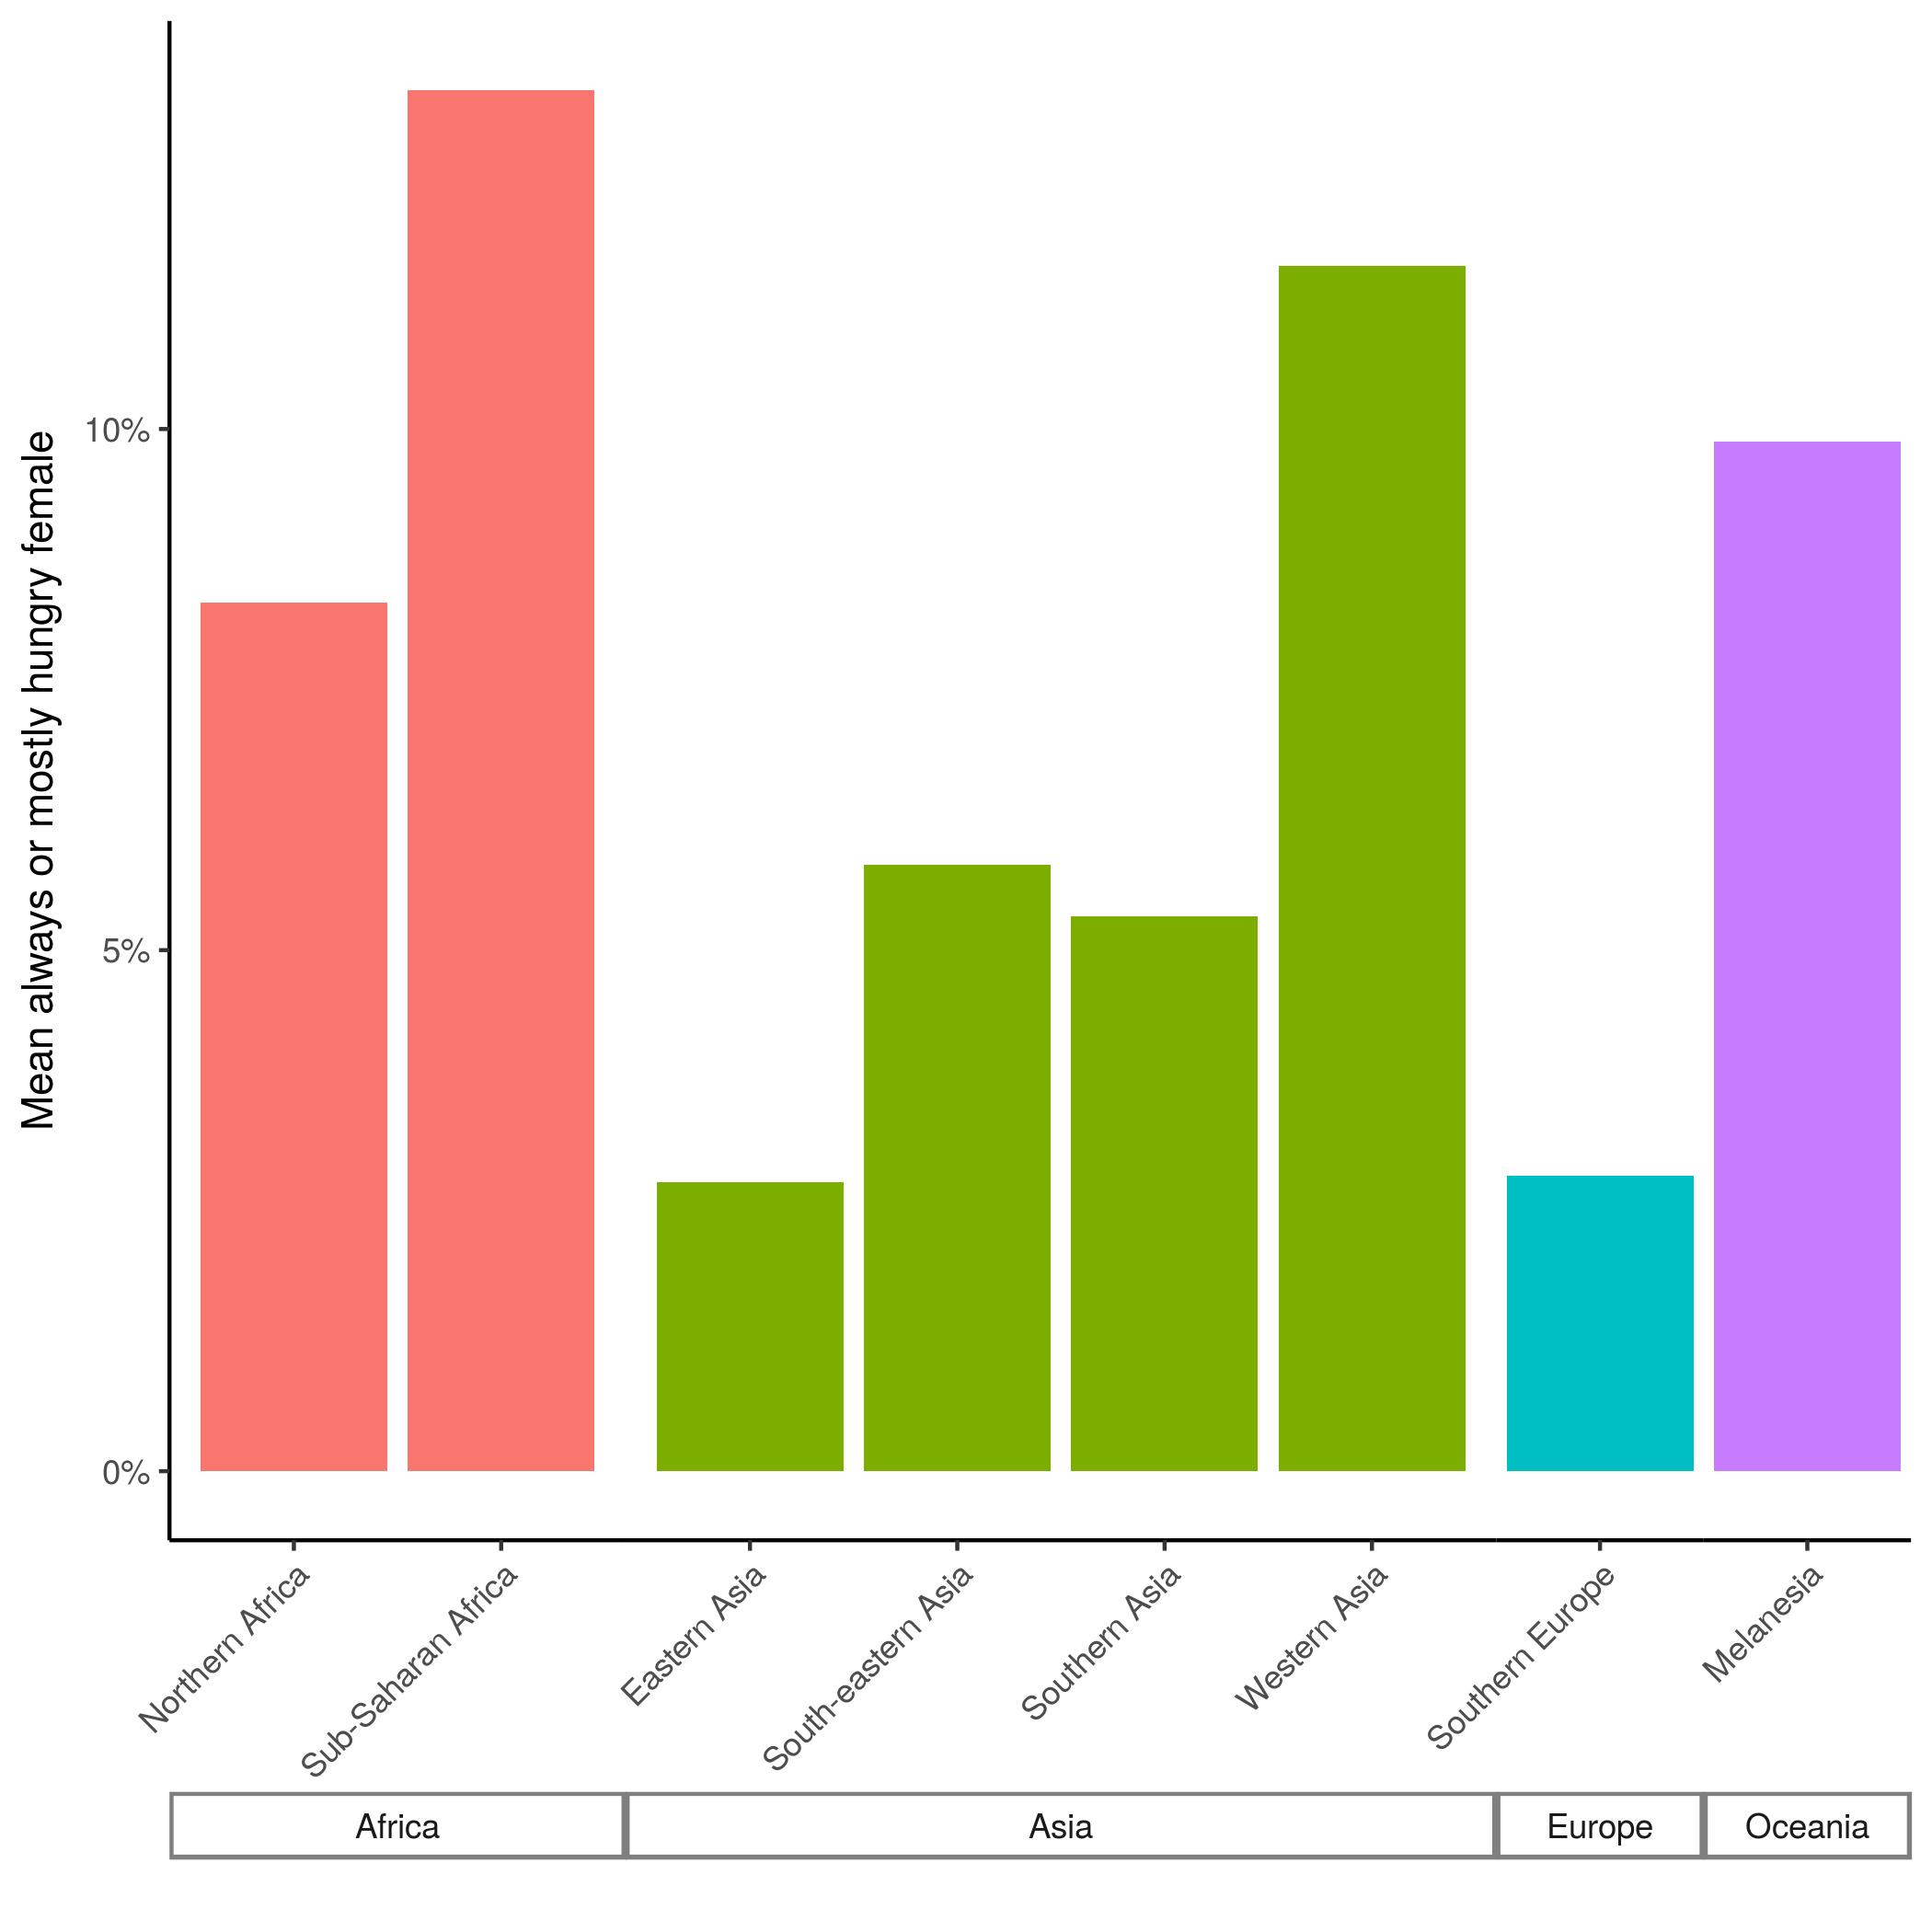 Mean always or mostly hungry female
10%
5%
0%
Northern Africa
Sub-Saharan Africa
Eastern Asia
South-eastern Asia
Southern Asia
Western Asia
Southern Europe
Melanesia
Africa
Asia
Europe
Oceania